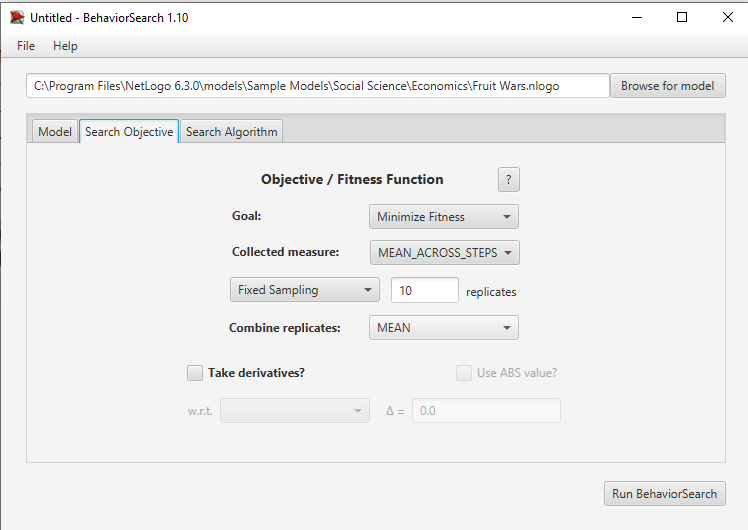 Untitled - BehaviorSearch 1.10
File Help
C:\Program Files\NetLogo 6.3.0\models\Sample Models\Social Science\Economics\Fruit Wars.nlogo Browse for model
Model Search Objective Search Algorithm
Objective / Fitness Function ?
Goal: Minimize Fitness
Collected measure: MEAN_ACROSS_STEPS
Fixed Sampling 10 replicates
Combine replicates: MEAN
Take derivatives? Use ABS value?
w.r.t. Δ = 0.0
Run BehaviorSearch